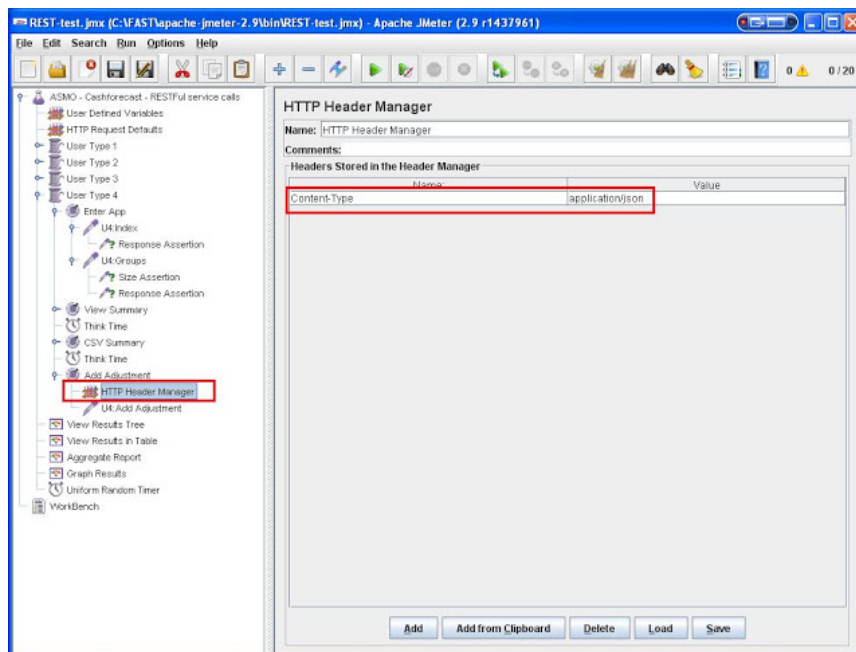 REST-test.jmx (C:\FAST\apache-jmeter-2.9\bin\REST-test.jmx) - Apache JMeter (2.9 r1437961)
File Edit Search Run Options Help
0 0 / 20
ASMO - Cashforecast - RESTFul service calls
User Defined Variables
HTTP Request Defaults
User Type 1
User Type 2
User Type 3
User Type 4
Enter App
U4:Index
Response Assertion
U4:Groups
Size Assertion
Response Assertion
View Summary
Think Time
CSV Summary
Think Time
Add Adjustment
HTTP Header Manager
U4:Add Adjustment
View Results Tree
View Results in Table
Aggregate Report
Graph Results
Uniform Random Timer
WorkBench
HTTP Header Manager
Name: HTTP Header Manager
Comments:
Headers Stored in the Header Manager
Name: Value
Content-Type application/json
Add Add from Clipboard Delete Load Save